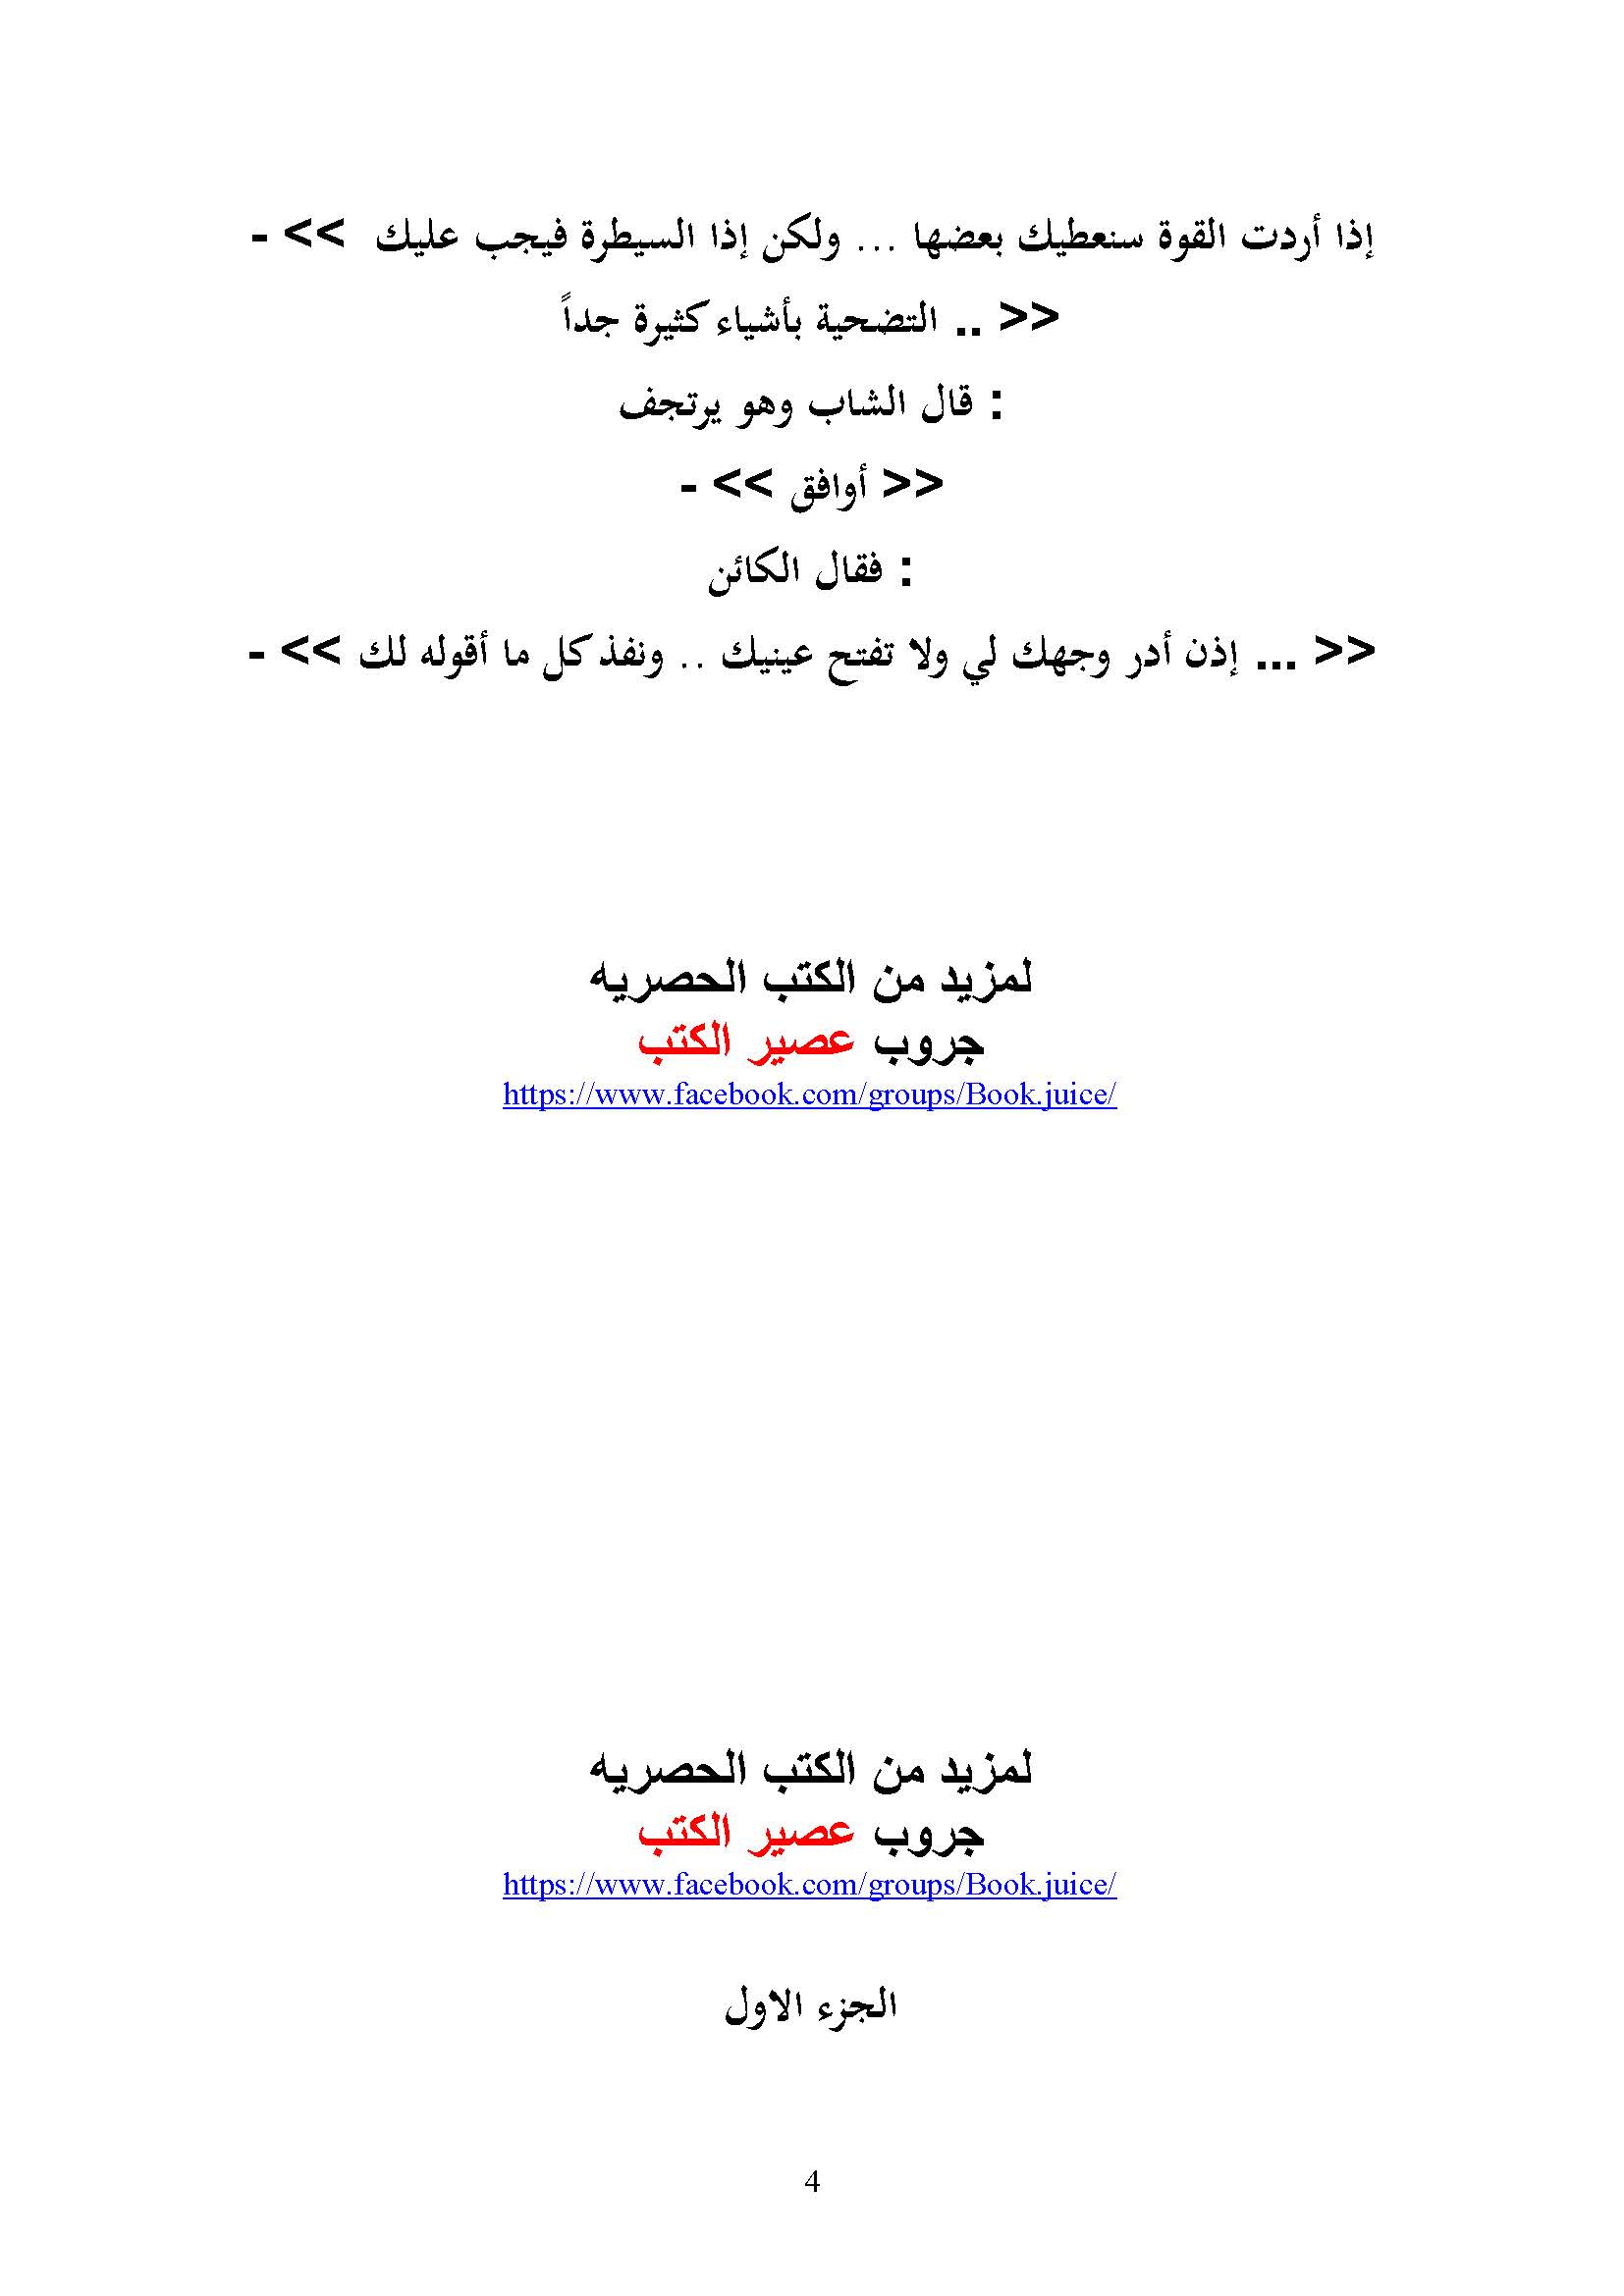 إذا أردت القوة سنعطيك بعضها ... ولكن إذا السيطرة فيجب عليك >> -
<< .. التضحية بأشياء كثيرة جداً
: قال الشاب وهو يرتجف
<< أوافق >> -
: فقال الكائن
<< ... إذن أدر وجهك لي ولا تفتح عينيك .. ونفذ كل ما أقوله لك >> -
لمزيد من الكتب الحصريه
جروب عصير الكتب
https://www.facebook.com/groups/Book.juice/
لمزيد من الكتب الحصريه
جروب عصير الكتب
https://www.facebook.com/groups/Book.juice/
الجزء الاول
4